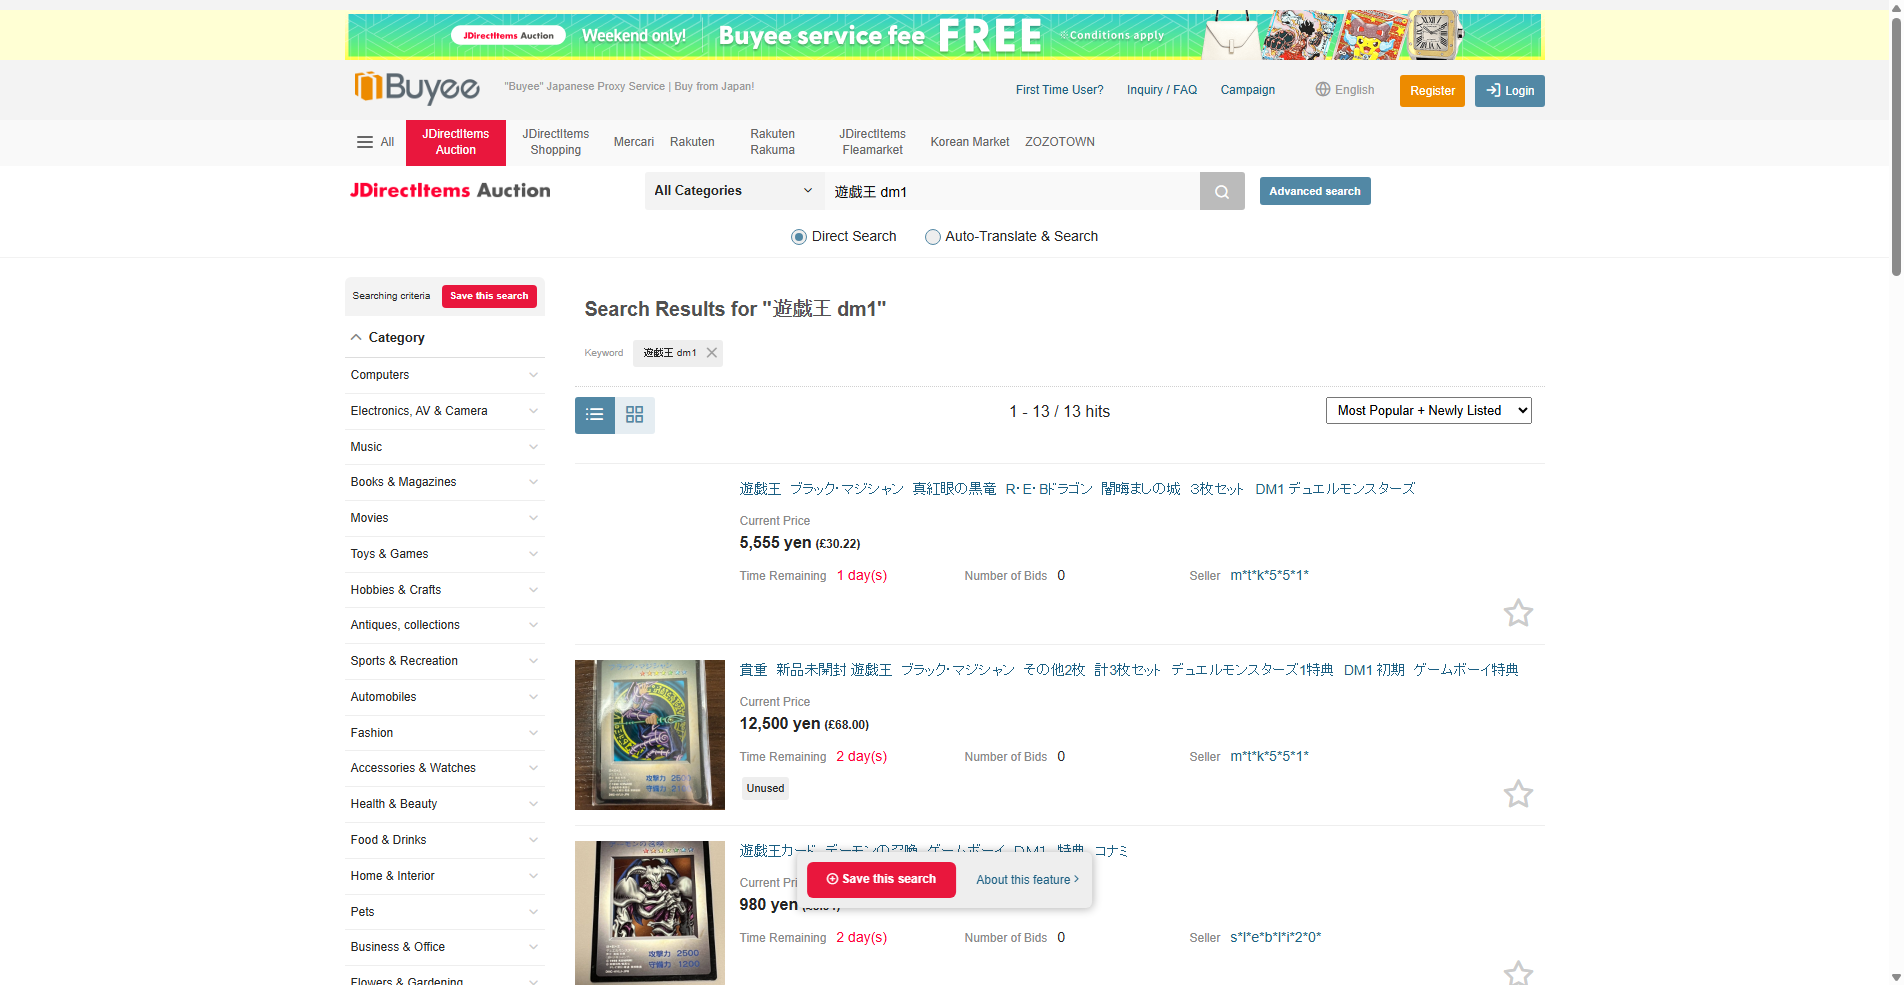 JDirectItems Auction Weekend only! Buyee service fee FREE ※Conditions apply
Buyee "Buyee" Japanese Proxy Service | Buy from Japan! First Time User? Inquiry / FAQ Campaign English Register Login
All JDirectItems Auction JDirectItems Shopping Mercari Rakuten Rakuten Rakuma JDirectItems Fleamarket Korean Market ZOZOTOWN
JDirectItems Auction All Categories 遊戯王 dm1 Advanced search
Direct Search Auto-Translate & Search
Searching criteria Save this search
Category
Computers
Electronics, AV & Camera
Music
Books & Magazines
Movies
Toys & Games
Hobbies & Crafts
Antiques, collections
Sports & Recreation
Automobiles
Fashion
Accessories & Watches
Health & Beauty
Food & Drinks
Home & Interior
Pets
Business & Office
Flowers & Gardening
Search Results for "遊戯王 dm1"
Keyword 遊戯王 dm1
1 - 13 / 13 hits Most Popular + Newly Listed
遊戯王 ブラック・マジシャン 真紅眼の黒竜 R・E・Bドラゴン 闇晦ましの城 3枚セット DM1 デュエルモンスターズ
Current Price
5,555 yen (£30.22)
Time Remaining 1 day(s) Number of Bids 0 Seller m*t*k*5*5*1*
貴重 新品未開封 遊戯王 ブラック・マジシャン その他2枚 計3枚セット デュエルモンスターズ1特典 DM1 初期 ゲームボーイ特典
Current Price
12,500 yen (£68.00)
Time Remaining 2 day(s) Number of Bids 0 Seller m*t*k*5*5*1*
Unused
攻撃力 2500
守備力
遊戯王カード デーモンの召喚 ゲームボーイ DM1 特典 コナミ
Current Pri
980 yen
Save this search About this feature
Time Remaining 2 day(s) Number of Bids 0 Seller s*l*e*b*l*i*2*0*
攻撃力 2500
守備力 1200